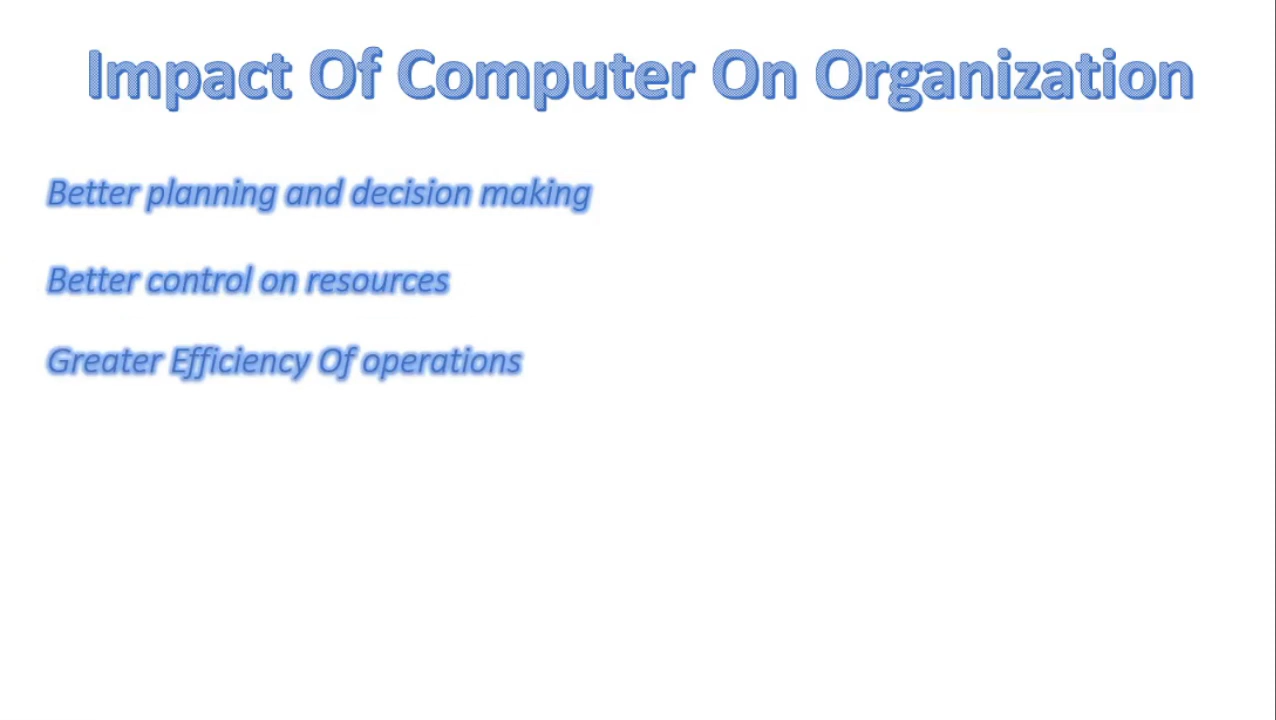 Impact Of Computer On Organization
Better planning and decision making
Better control on resources
Greater Efficiency Of operations